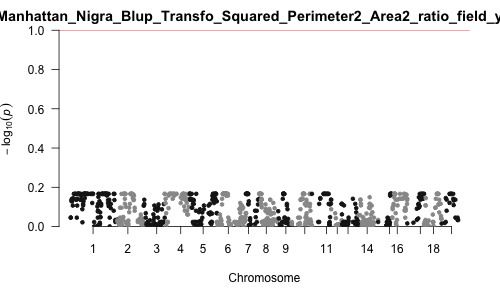 Manhattan_Nigra_Blup_Transfo_Squared_Perimeter2_Area2_ratio_field_y
1.0
0.8
0.6
0.4
0.2
0.0
− log10(p)
1 2 3 4 5 6 7 8 9 11 14 16 18
Chromosome